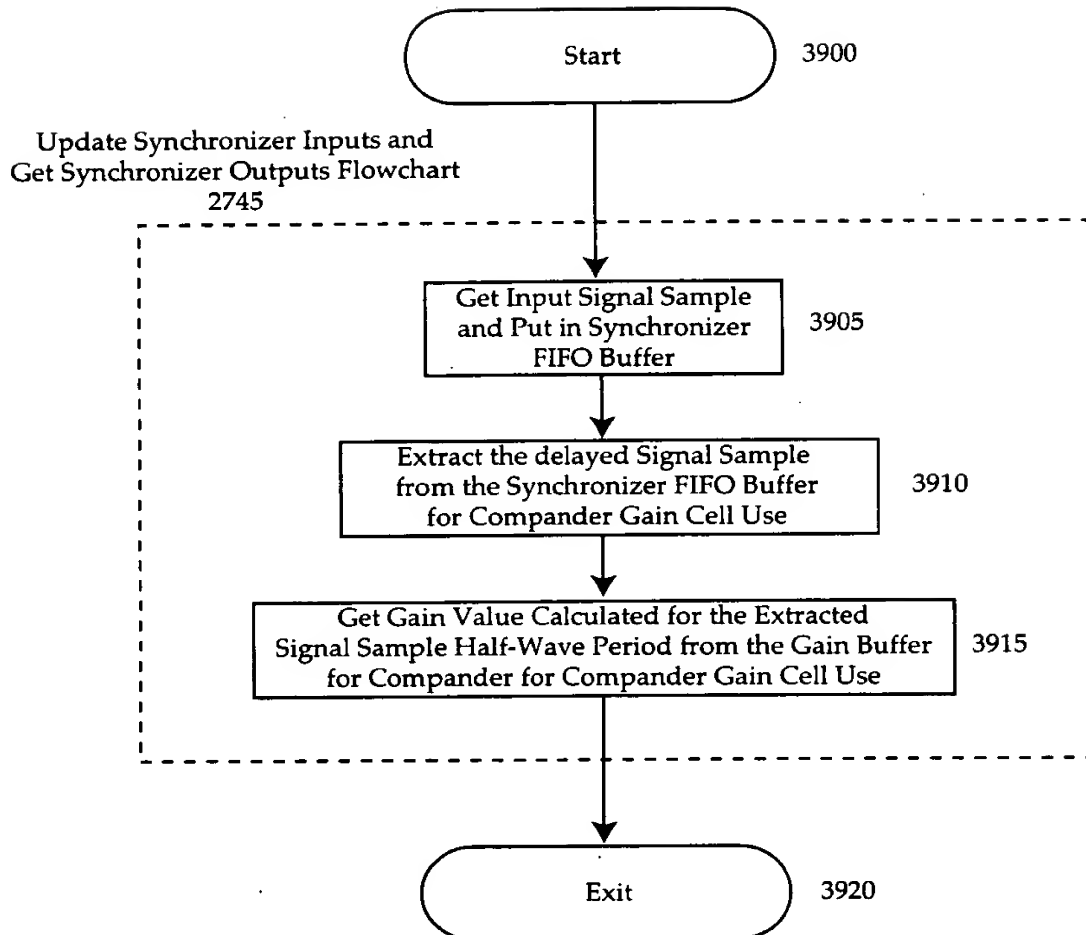 Start
3900
Update Synchronizer Inputs and
Get Synchronizer Outputs Flowchart
2745
Get Input Signal Sample
and Put in Synchronizer
FIFO Buffer
3905
Extract the delayed Signal Sample
from the Synchronizer FIFO Buffer
for Compander Gain Cell Use
3910
Get Gain Value Calculated for the Extracted
Signal Sample Half-Wave Period from the Gain Buffer
for Compander for Compander Gain Cell Use
3915
Exit
3920